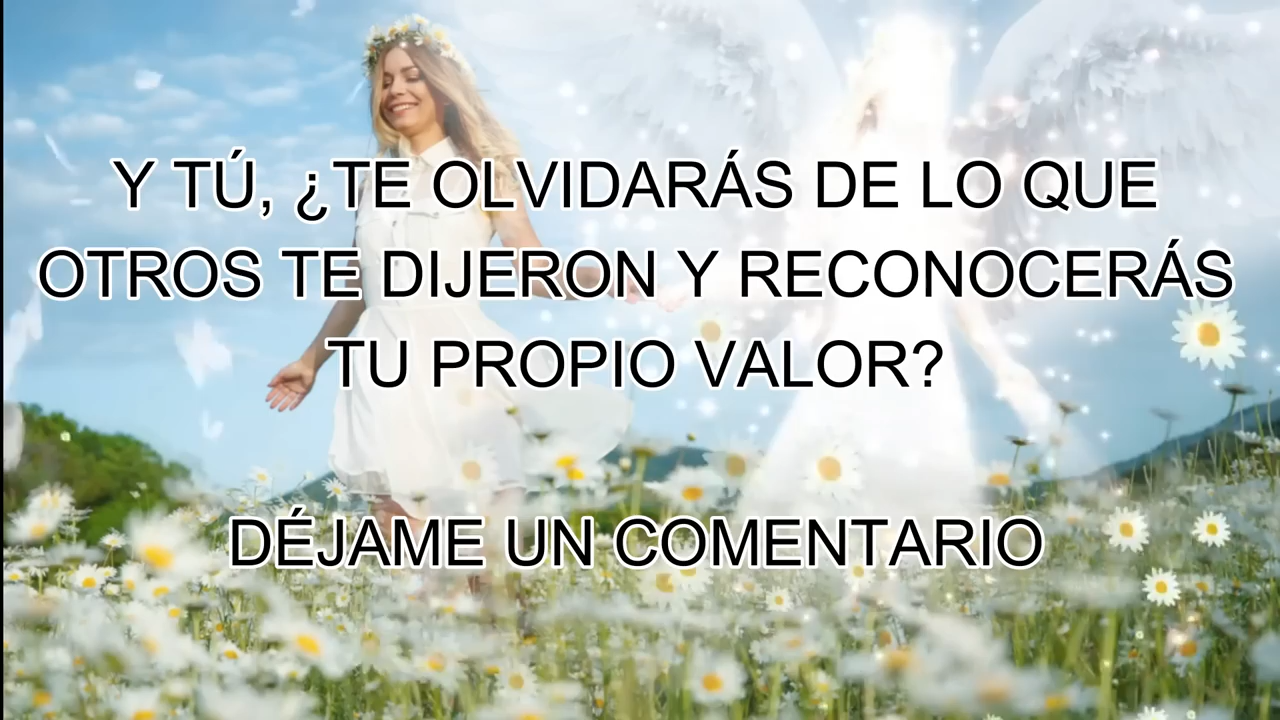 Y TÚ, ¿TE OLVIDARÁS DE LO QUE
OTROS TE DIJERON Y RECONOCERÁS
TU PROPIO VALOR?
DÉJAME UN COMENTARIO